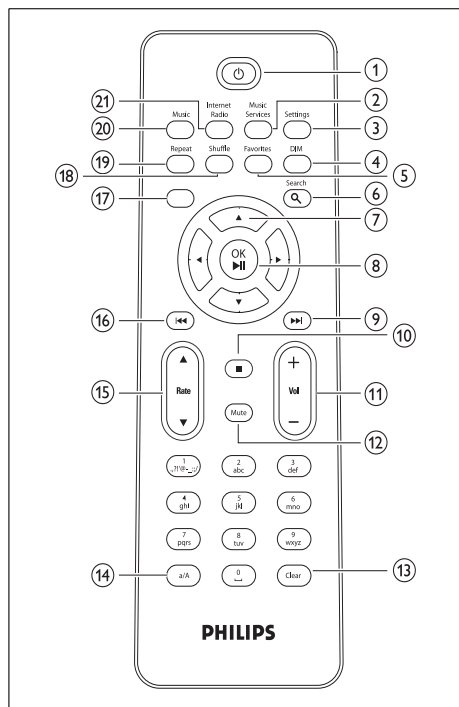 1
21
Internet Radio
Music Services
2
20
Music
Settings
3
19
Repeat
Shuffle
Favorites
DIM
4
18
5
17
Search
6
7
OK
8
16
9
10
15
Rate
+
Vol
-
11
Mute
12
1
.,?!'@-_:;/
2
abc
3
def
4
ghi
5
jkl
6
mno
7
pqrs
8
tuv
9
wxyz
14
a/A
0
Clear
13
PHILIPS